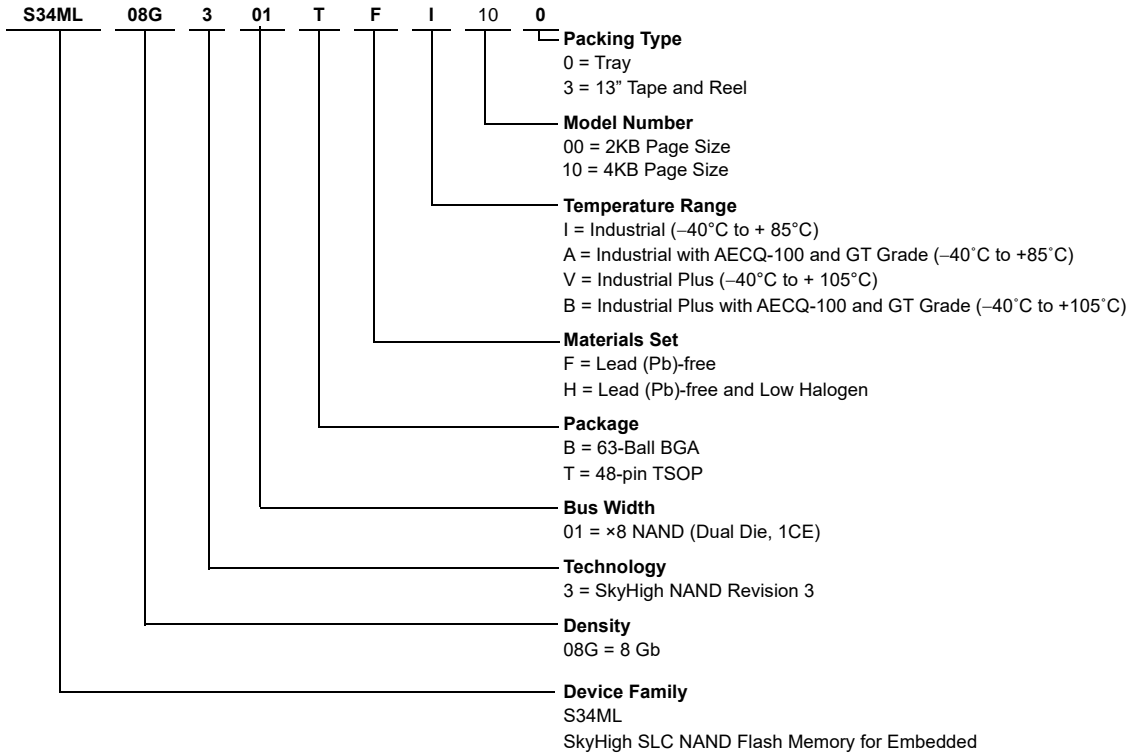 S34ML 08G 3 01 T F I 10 0
Packing Type
0 = Tray
3 = 13” Tape and Reel
Model Number
00 = 2KB Page Size
10 = 4KB Page Size
Temperature Range
I = Industrial (–40°C to + 85°C)
A = Industrial with AECQ-100 and GT Grade (–40˚C to +85˚C)
V = Industrial Plus (–40°C to + 105°C)
B = Industrial Plus with AECQ-100 and GT Grade (–40˚C to +105˚C)
Materials Set
F = Lead (Pb)-free
H = Lead (Pb)-free and Low Halogen
Package
B = 63-Ball BGA
T = 48-pin TSOP
Bus Width
01 = ×8 NAND (Dual Die, 1CE)
Technology
3 = SkyHigh NAND Revision 3
Density
08G = 8 Gb
Device Family
S34ML
SkyHigh SLC NAND Flash Memory for Embedded